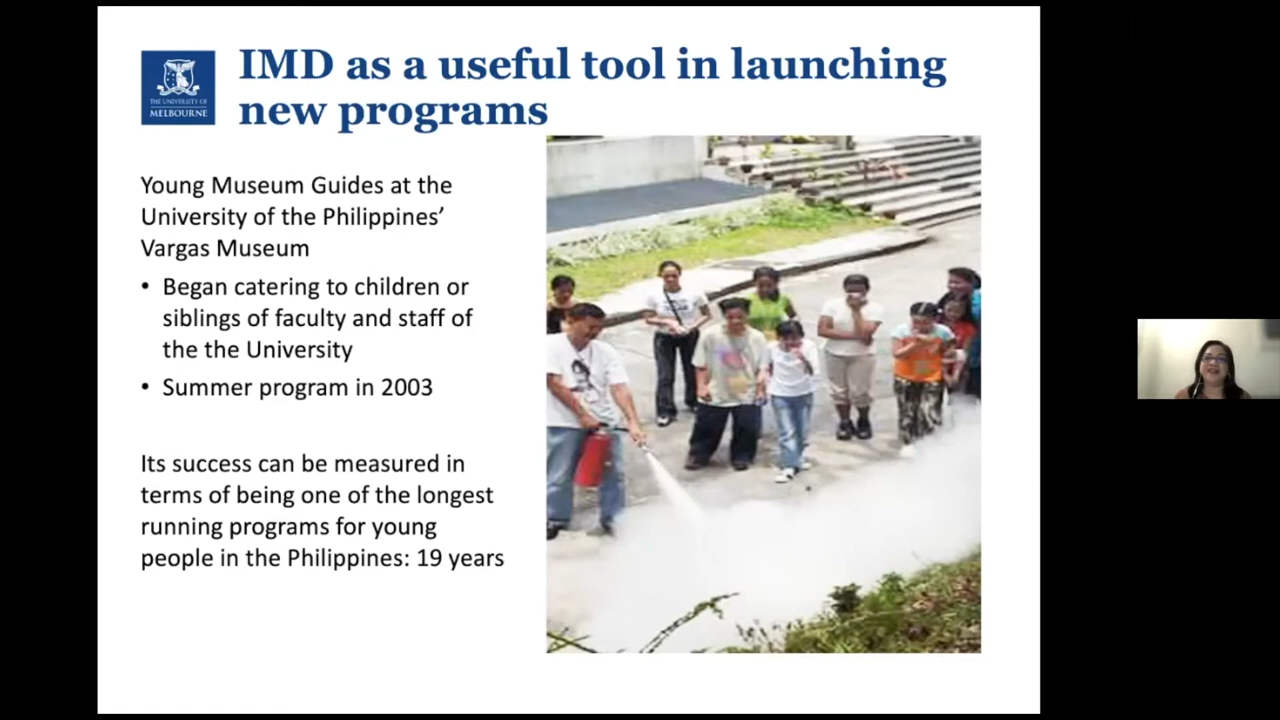 IMD as a useful tool in launching
new programs
THE UNIVERSITY OF
MELBOURNE
Young Museum Guides at the
University of the Philippines’
Vargas Museum
• Began catering to children or
siblings of faculty and staff of
the the University
• Summer program in 2003
Its success can be measured in
terms of being one of the longest
running programs for young
people in the Philippines: 19 years